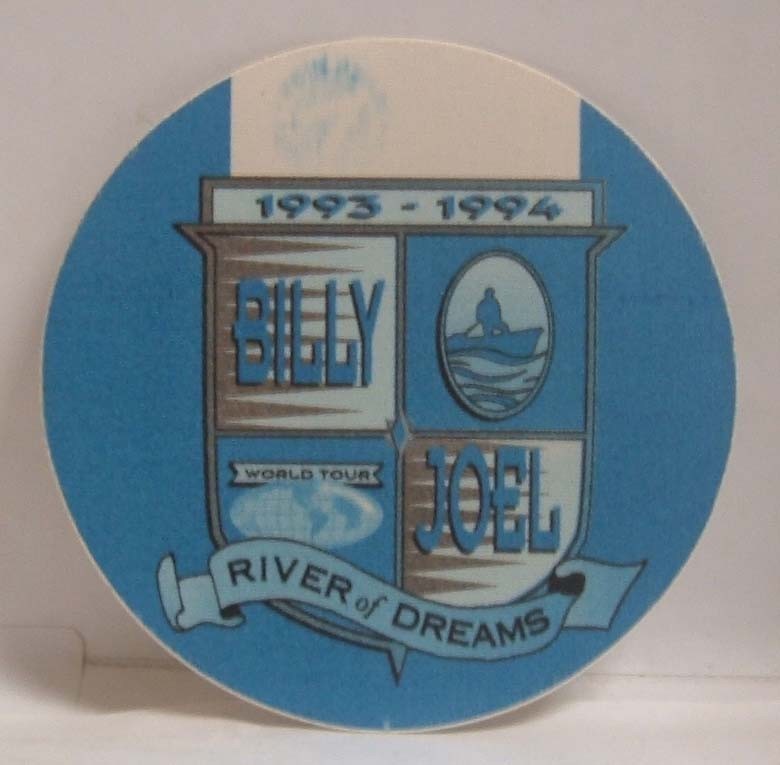 1993 - 1994
BILLY
WORLD TOUR
JOEL
RIVER of DREAMS